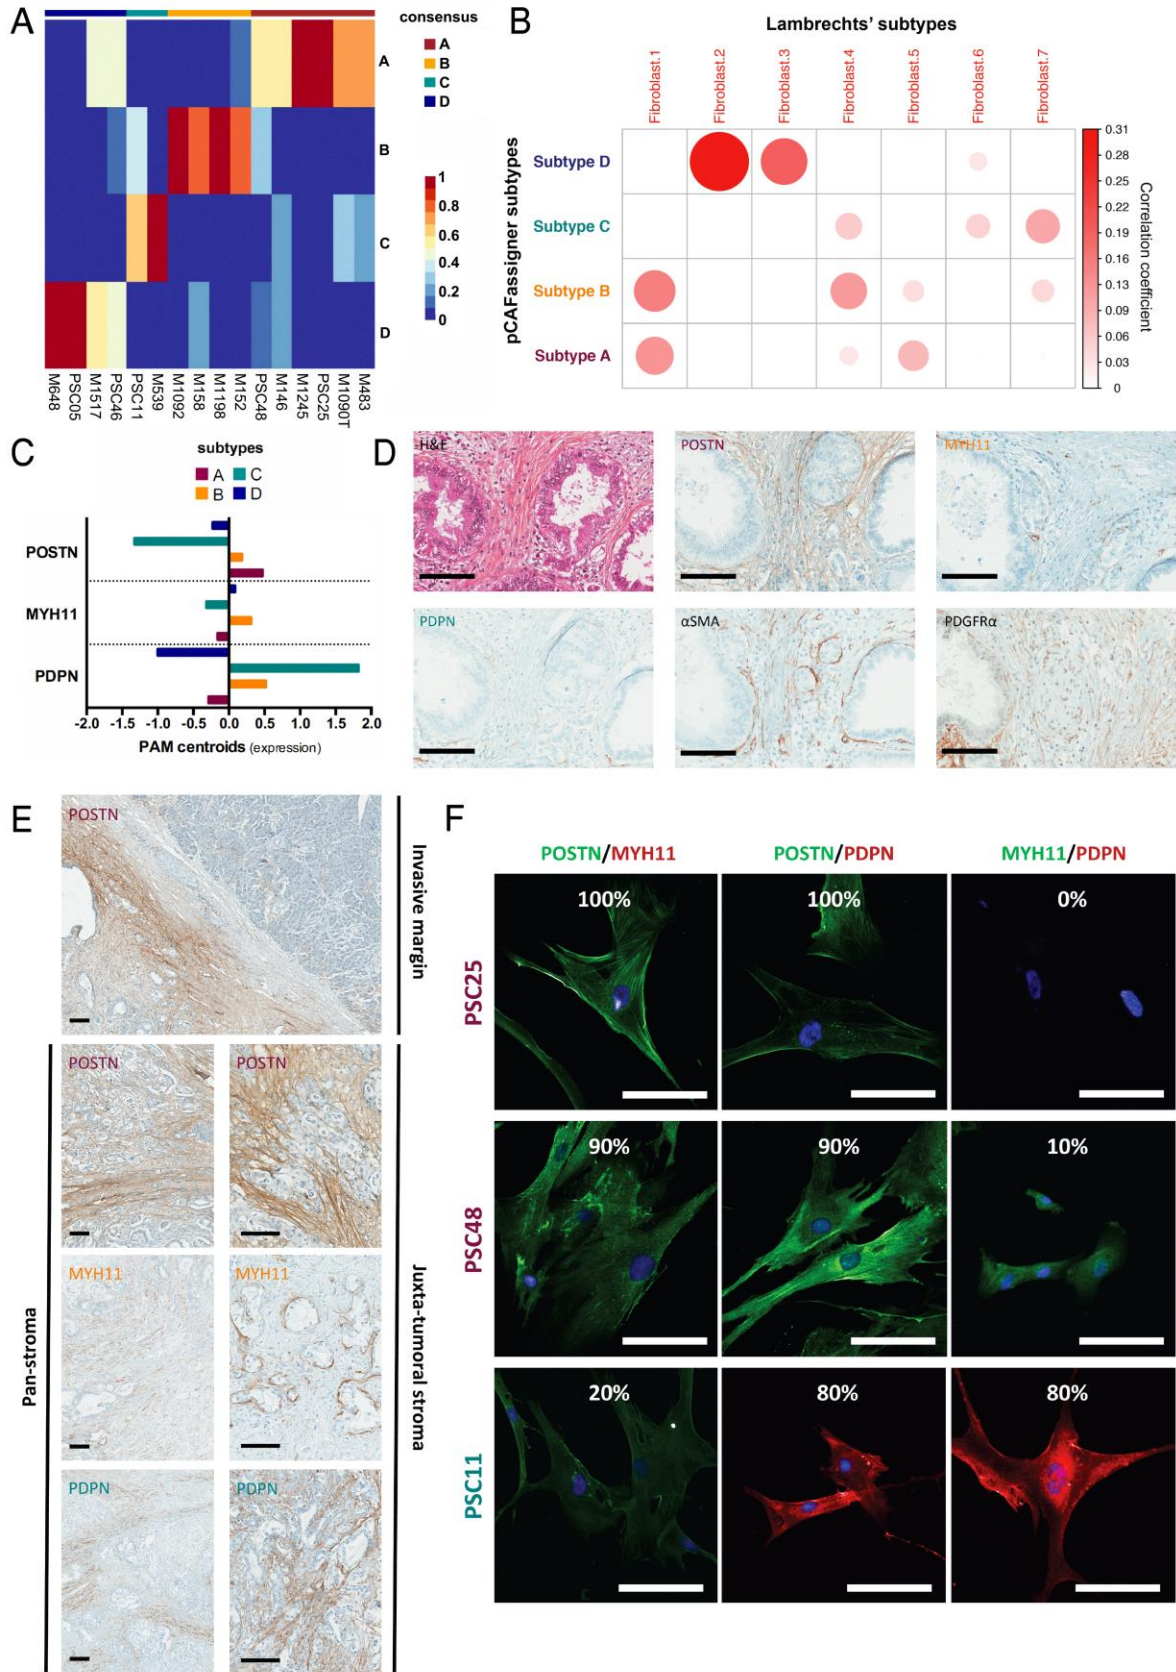 A
consensus
A
B
C
D
A
B
C
D
1
0.8
0.6
0.4
0.2
0
M648
PSC05
M1517
PSC46
PSC11
M539
M1092
M158
M1198
M152
PSC48
M146
M1245
PSC25
M1090T
M483
B
Lambrechts' subtypes
Fibroblast.1
Fibroblast.2
Fibroblast.3
Fibroblast.4
Fibroblast.5
Fibroblast.6
Fibroblast.7
pCAFassigner subtypes
Subtype D
Subtype C
Subtype B
Subtype A
0.31
0.28
0.25
0.22
0.19
0.16
0.13
0.09
0.06
0.03
0
Correlation coefficient
C
subtypes
A C
B D
POSTN
MYH11
PDPN
-2.0 -1.5 -1.0 -0.5 0.0 0.5 1.0 1.5 2.0
PAM centroids (expression)
D
H&E
POSTN
MYH11
PDPN
αSMA
PDGFRα
E
POSTN
Invasive margin
POSTN
POSTN
MYH11
MYH11
PDPN
PDPN
Pan-stroma
Juxta-tumoral stroma
F
POSTN/MYH11
POSTN/PDPN
MYH11/PDPN
PSC25
100%
100%
0%
PSC48
90%
90%
10%
PSC11
20%
80%
80%